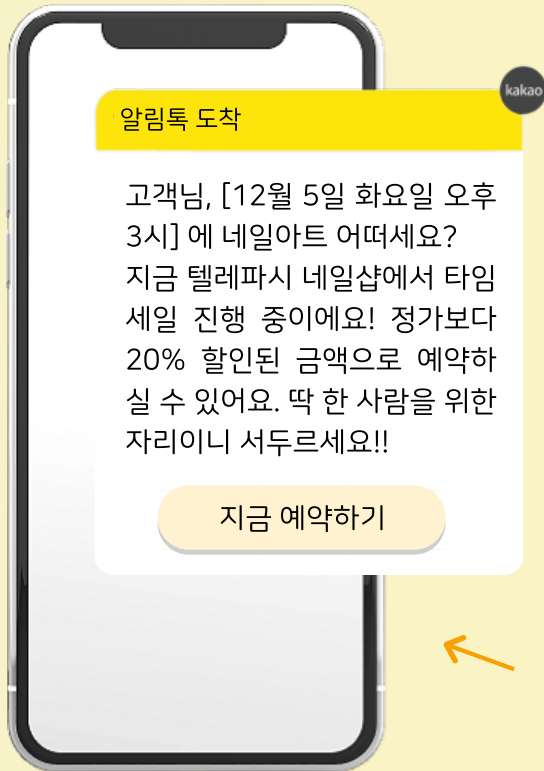 kakao
알림톡 도착
고객님, [12월 5일 화요일 오후
3시] 에 네일아트 어떠세요?
지금 텔레파시 네일샵에서 타임
세일 진행 중이에요! 정가보다
20% 할인된 금액으로 예약하
실 수 있어요. 딱 한 사람을 위한
자리이니 서두르세요!!
지금 예약하기